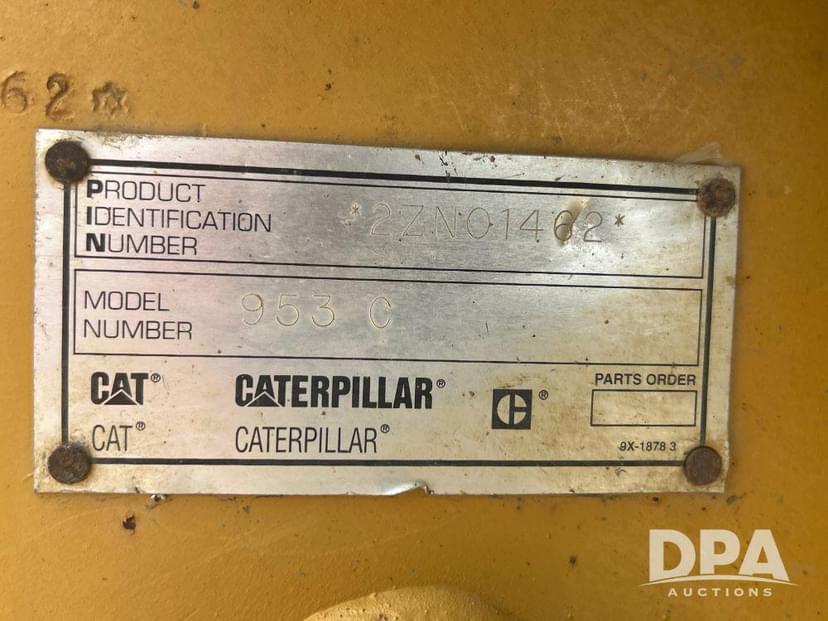 62☆
PRODUCT
IDENTIFICATION
NUMBER
*2ZN01462*
MODEL
NUMBER
953 C
CAT® CATERPILLAR® C®
CAT® CATERPILLAR®
PARTS ORDER
9X-1878 3
DPA
AUCTIONS